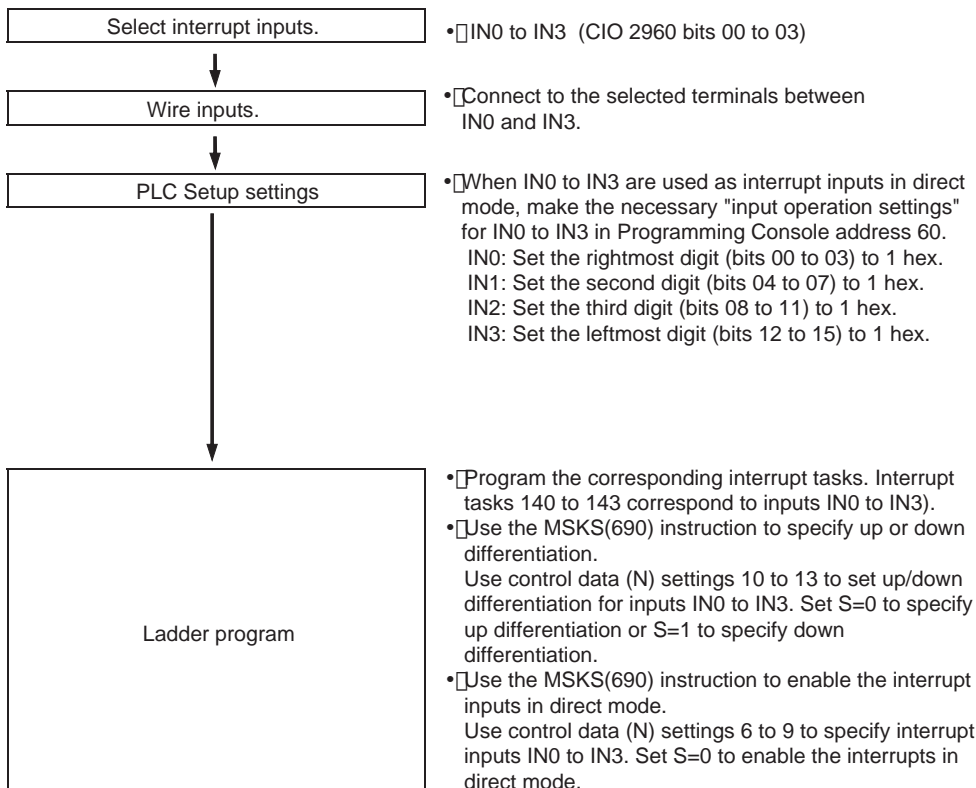 Select interrupt inputs.
•▯IN0 to IN3  (CIO 2960 bits 00 to 03)
Wire inputs.
•▯Connect to the selected terminals between
IN0 and IN3.
PLC Setup settings
•▯When IN0 to IN3 are used as interrupt inputs in direct
mode, make the necessary "input operation settings"
for IN0 to IN3 in Programming Console address 60.
IN0: Set the rightmost digit (bits 00 to 03) to 1 hex.
IN1: Set the second digit (bits 04 to 07) to 1 hex.
IN2: Set the third digit (bits 08 to 11) to 1 hex.
IN3: Set the leftmost digit (bits 12 to 15) to 1 hex.
Ladder program
•▯Program the corresponding interrupt tasks. Interrupt
tasks 140 to 143 correspond to inputs IN0 to IN3).
•▯Use the MSKS(690) instruction to specify up or down
differentiation.
Use control data (N) settings 10 to 13 to set up/down
differentiation for inputs IN0 to IN3. Set S=0 to specify
up differentiation or S=1 to specify down
differentiation.
•▯Use the MSKS(690) instruction to enable the interrupt
inputs in direct mode.
Use control data (N) settings 6 to 9 to specify interrupt
inputs IN0 to IN3. Set S=0 to enable the interrupts in
direct mode.